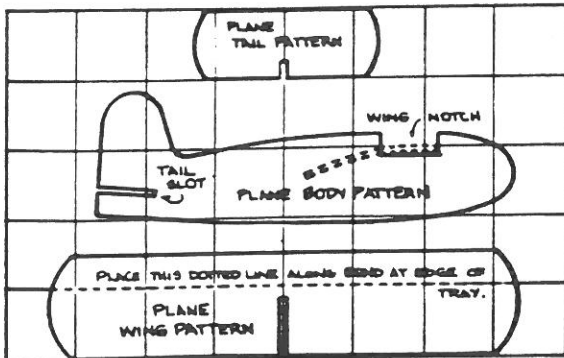 PLANE
TAIL PATTERN
WING NOTCH
TAIL
SLOT
PLANE BODY PATTERN
PLACE THIS DOTTED LINE ALONG BEND AT EDGE OF
TRAY.
PLANE
WING PATTERN